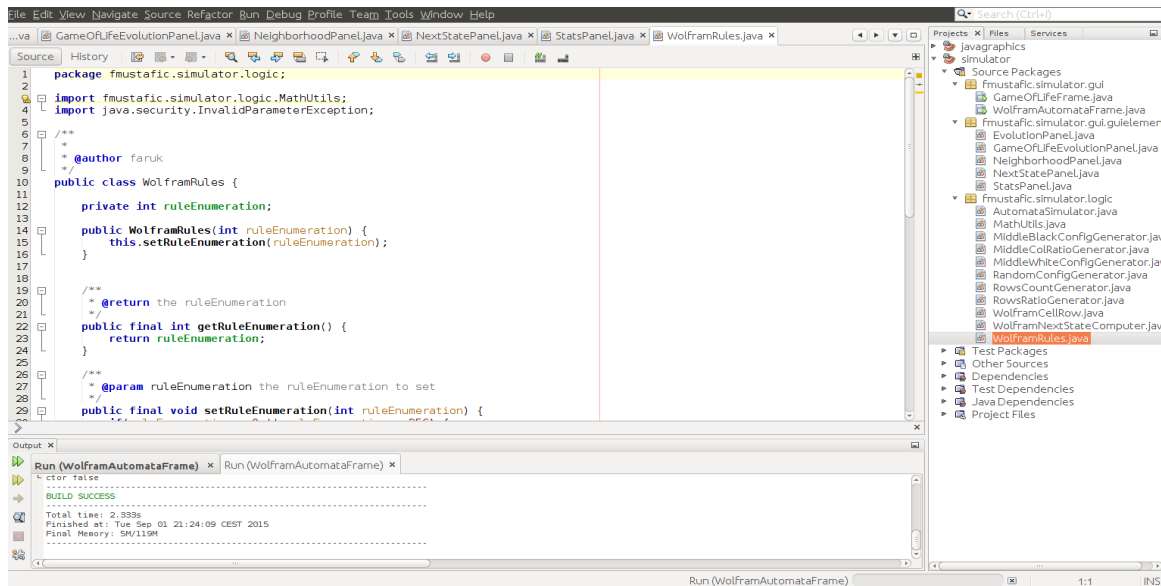 File Edit View Navigate Source Refactor Run Debug Profile Team Tools Window Help
Search (Ctrl+I)
...va GameOfLifeEvolutionPanel.java × NeighborhoodPanel.java × NextStatePanel.java × StatsPanel.java × WolframRules.java ×
Source History
1 package fmustafic.simulator.logic;
2
import fmustafic.simulator.logic.MathUtils;
4 import java.security.InvalidParameterException;
5
6 /**
7 *
8 * @author faruk
9 */
10 public class WolframRules {
11
12 private int ruleEnumeration;
13
14 public WolframRules(int ruleEnumeration) {
15 this.setRuleEnumeration(ruleEnumeration);
16 }
17
18
19 /**
20 * @return the ruleEnumeration
21 */
22 public final int getRuleEnumeration() {
23 return ruleEnumeration;
24 }
25
26 /**
27 * @param ruleEnumeration the ruleEnumeration to set
28 */
29 public final void setRuleEnumeration(int ruleEnumeration) {
Output ×
Run (WolframAutomataFrame) × Run (WolframAutomataFrame) ×
ctor false
------------------------------------------------------------------------
BUILD SUCCESS
------------------------------------------------------------------------
Total time: 2.333s
Finished at: Tue Sep 01 21:24:09 CEST 2015
Final Memory: 5M/119M
------------------------------------------------------------------------
Projects × Files Services
javagraphics
simulator
Source Packages
fmustafic.simulator.gui
GameOfLifeFrame.java
WolframAutomataFrame.java
fmustafic.simulator.gui.guielemen
EvolutionPanel.java
GameOfLifeEvolutionPanel.java
NeighborhoodPanel.java
NextStatePanel.java
StatsPanel.java
fmustafic.simulator.logic
AutomataSimulator.java
MathUtils.java
MiddleBlackConfigGenerator.jav
MiddleColRatioGenerator.java
MiddleWhiteConfigGenerator.ja
RandomConfigGenerator.java
RowsCountGenerator.java
RowsRatioGenerator.java
WolframCellRow.java
WolframNextStateComputer.jav
WolframRules.java
Test Packages
Other Sources
Dependencies
Test Dependencies
Java Dependencies
Project Files
Run (WolframAutomataFrame) 1:1 INS